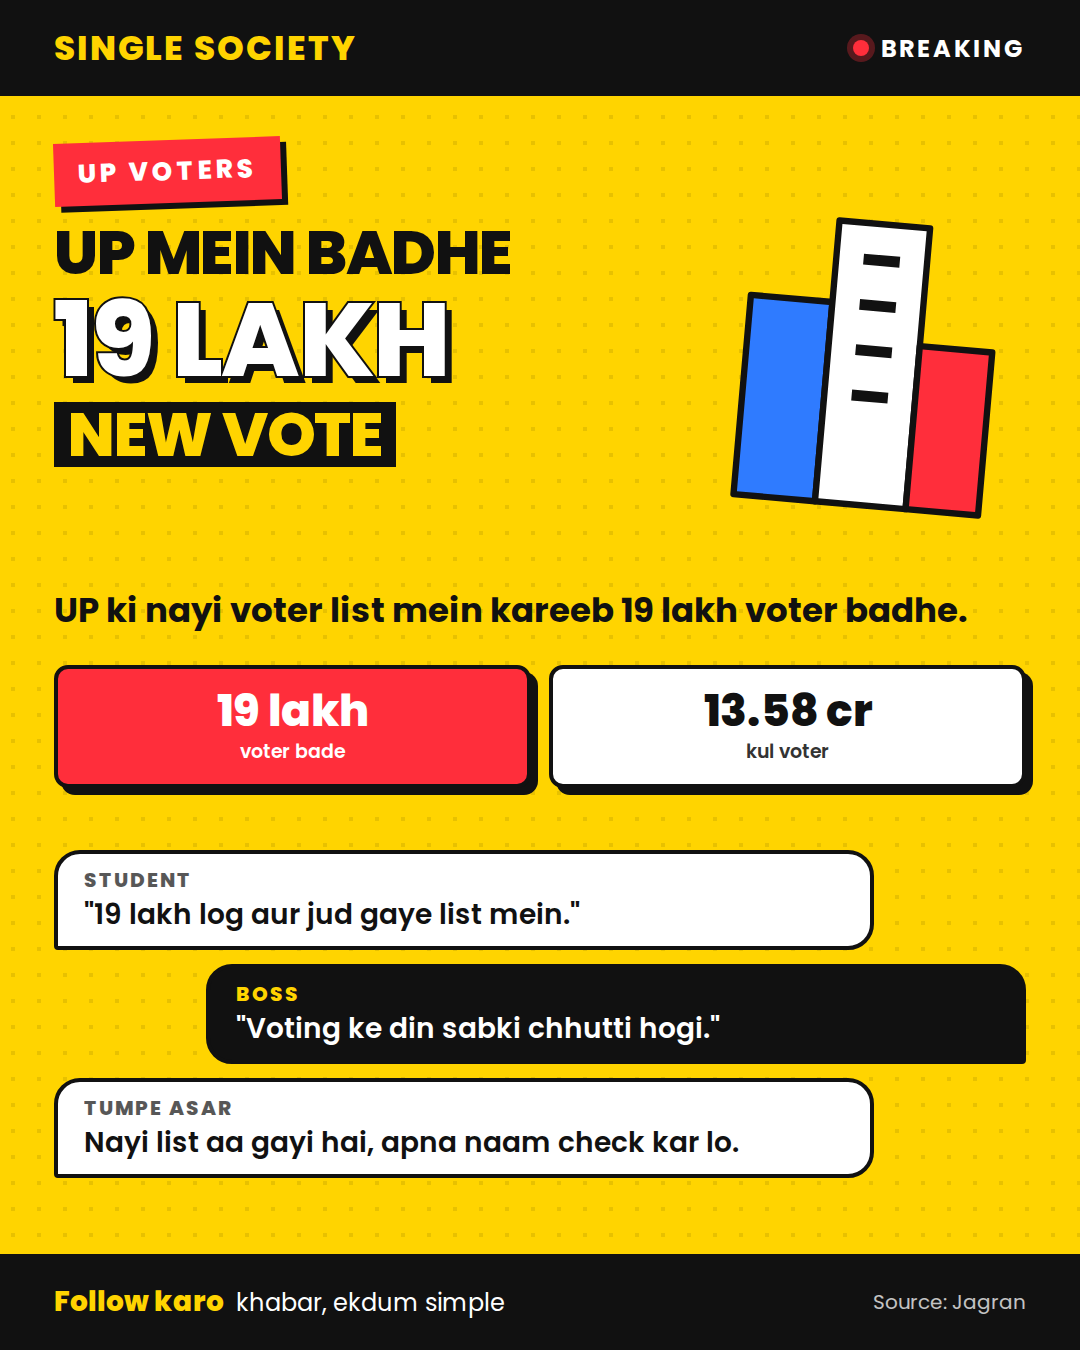 SINGLE SOCIETY
BREAKING
UP VOTERS
UP MEIN BADHE
19 LAKH
NEW VOTE
UP ki nayi voter list mein kareeb 19 lakh voter badhe.
19 lakh
voter bade
13.58 cr
kul voter
STUDENT
"19 lakh log aur jud gaye list mein."
BOSS
"Voting ke din sabki chhutti hogi."
TUMPE ASAR
Nayi list aa gayi hai, apna naam check kar lo.
Follow karo khabar, ekdum simple
Source: Jagran